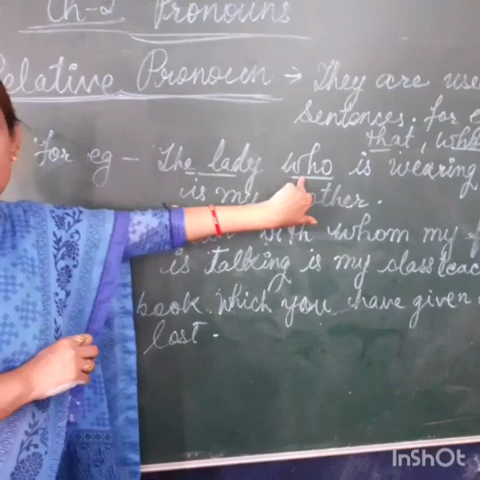 Ch-2 Pronouns
Relative Pronoun → They are use
sentences. for e
that, who
for eg - The lady who is wearing
is my other.
with whom my f
is talking is my class teac
book which you have given
lost.
InShOt